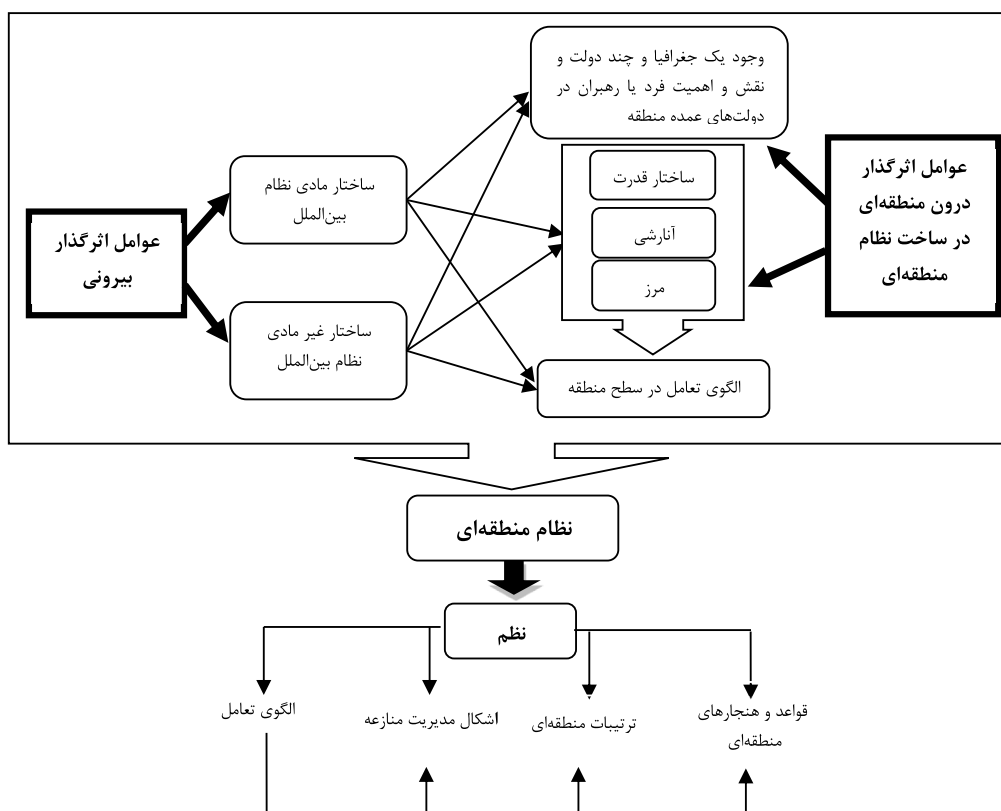 وجود یک جغرافیا و چند دولت و
نقش و اهمیت فرد یا رهبران در
دولت‌های عمده منطقه
عوامل اثرگذار
درون منطقه‌ای
در ساخت نظام
منطقه‌ای
ساختار قدرت
آنارشی
مرز
ساختار مادی نظام
بین‌الملل
عوامل اثرگذار
بیرونی
ساختار غیر مادی
نظام بین‌الملل
الگوی تعامل در سطح منطقه
نظام منطقه‌ای
نظم
قواعد و هنجارهای
منطقه‌ای
ترتیبات منطقه‌ای
اشکال مدیریت منازعه
الگوی تعامل